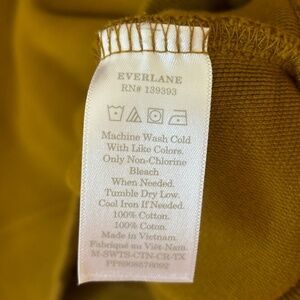 EVERLANE
RN# 139393
Machine Wash Cold
With Like Colors.
Only Non-Chlorine
Bleach
When Needed.
Tumble Dry Low.
Cool Iron If Needed.
100% Cotton.
100% Coton.
Made in Vietnam.
Fabriqué au Viêt-Nam.
M-SWTS-CTN-CR-TX